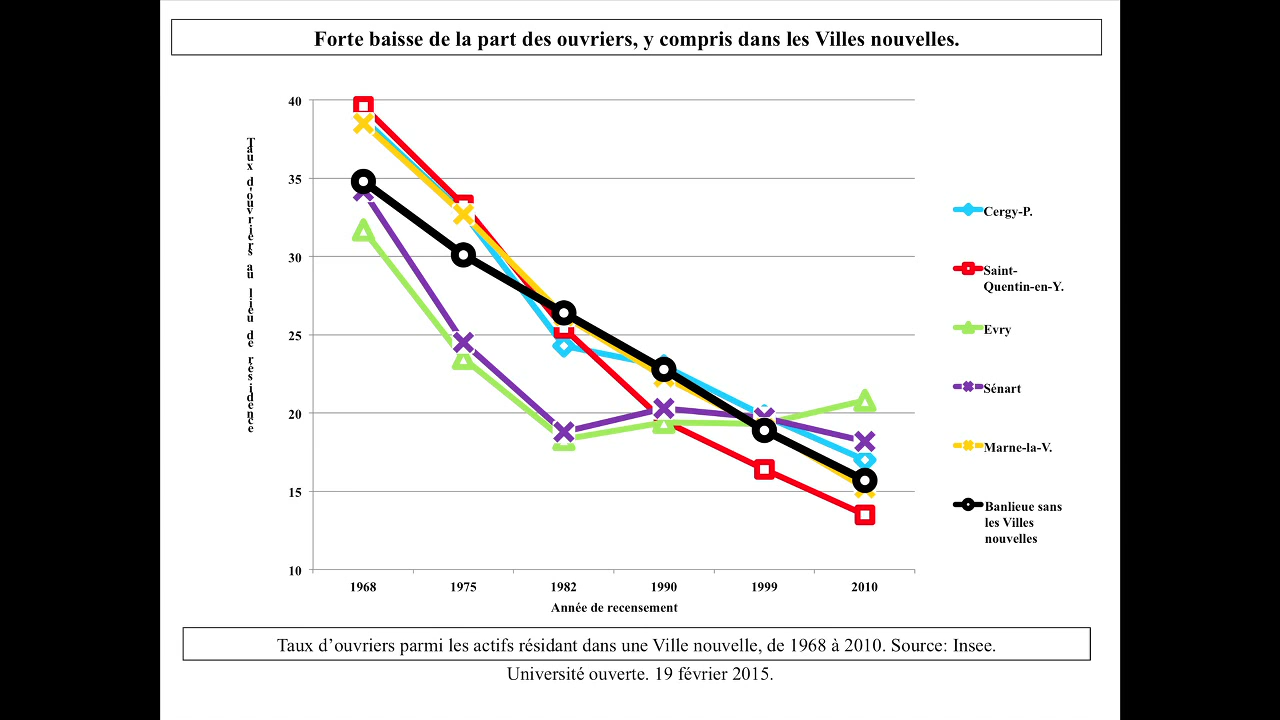 Forte baisse de la part des ouvriers, y compris dans les Villes nouvelles.
Taux d'ouvriers au lieu de résidence
40
35
30
25
20
15
10
1968 1975 1982 1990 1999 2010
Année de recensement
Cergy-P.
Saint-
Quentin-en-Y.
Evry
Sénart
Marne-la-V.
Banlieue sans
les Villes
nouvelles
Taux d’ouvriers parmi les actifs résidant dans une Ville nouvelle, de 1968 à 2010. Source: Insee.
Université ouverte. 19 février 2015.